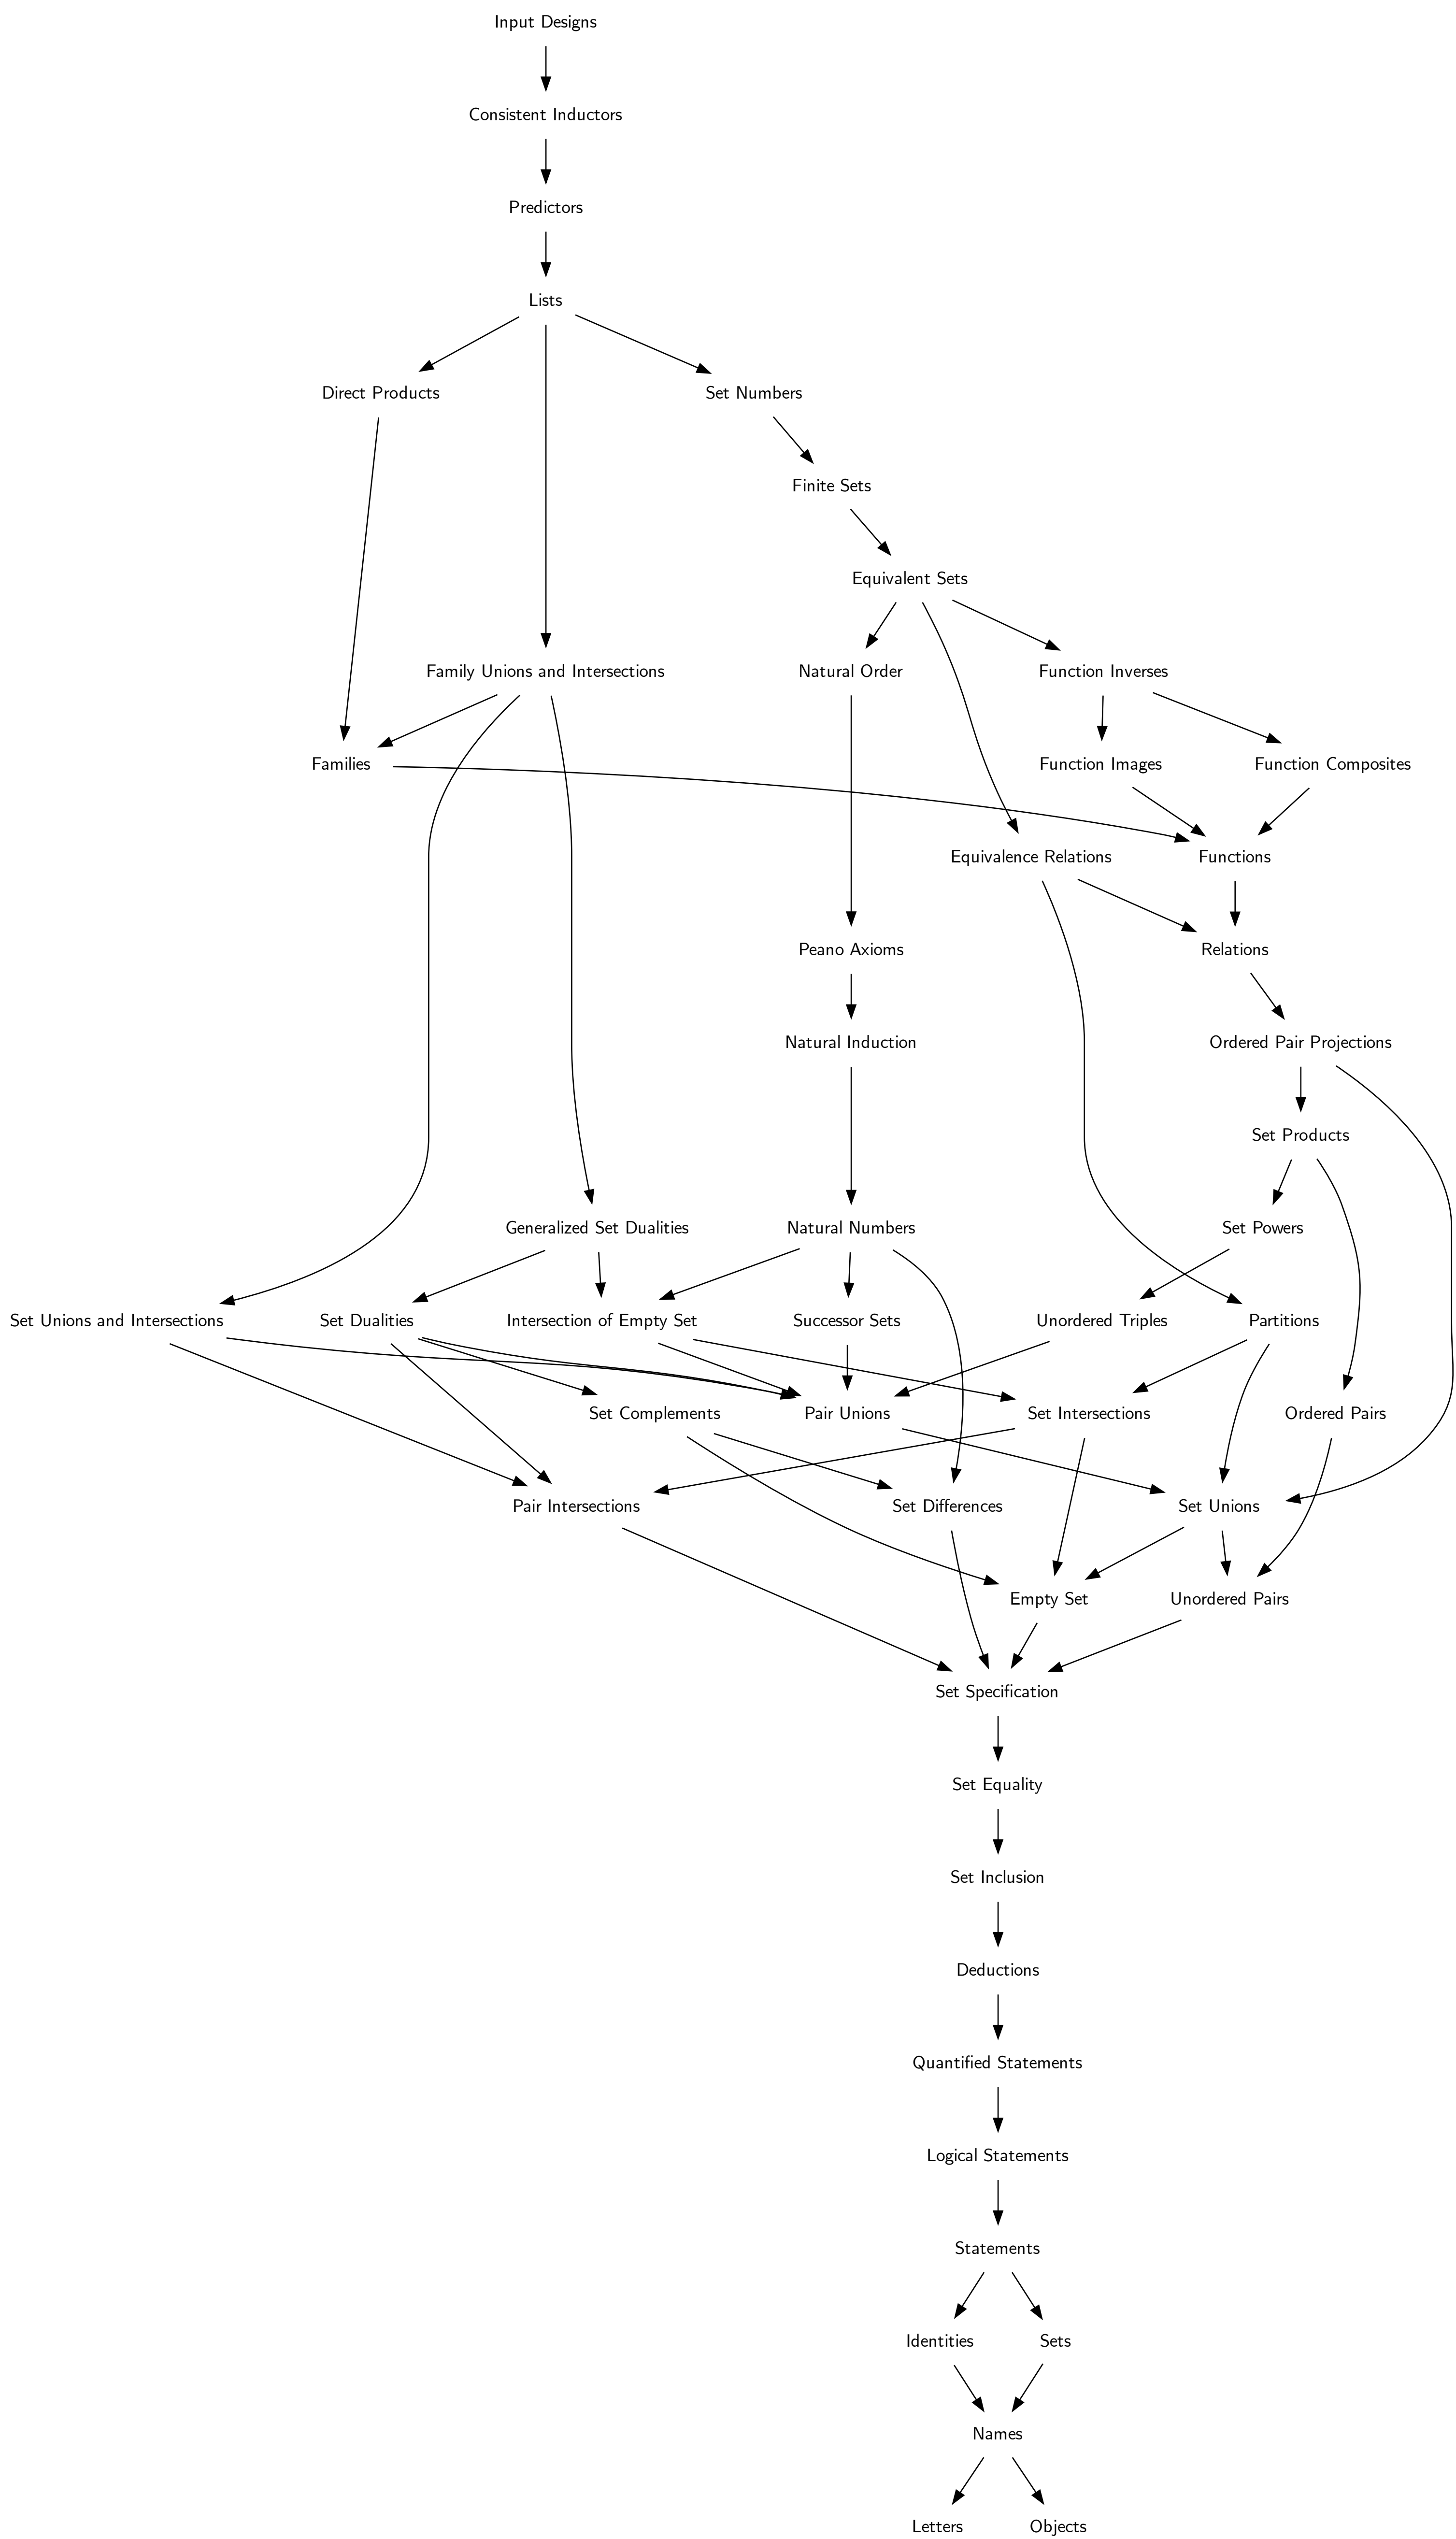 Input Designs
Consistent Inductors
Predictors
Lists
Direct Products
Set Numbers
Finite Sets
Equivalent Sets
Family Unions and Intersections
Natural Order
Function Inverses
Families
Function Images
Function Composites
Equivalence Relations
Functions
Peano Axioms
Relations
Natural Induction
Ordered Pair Projections
Set Products
Generalized Set Dualities
Natural Numbers
Set Powers
Set Unions and Intersections
Set Dualities
Intersection of Empty Set
Successor Sets
Unordered Triples
Partitions
Set Complements
Pair Unions
Set Intersections
Ordered Pairs
Pair Intersections
Set Differences
Set Unions
Empty Set
Unordered Pairs
Set Specification
Set Equality
Set Inclusion
Deductions
Quantified Statements
Logical Statements
Statements
Identities
Sets
Names
Letters
Objects